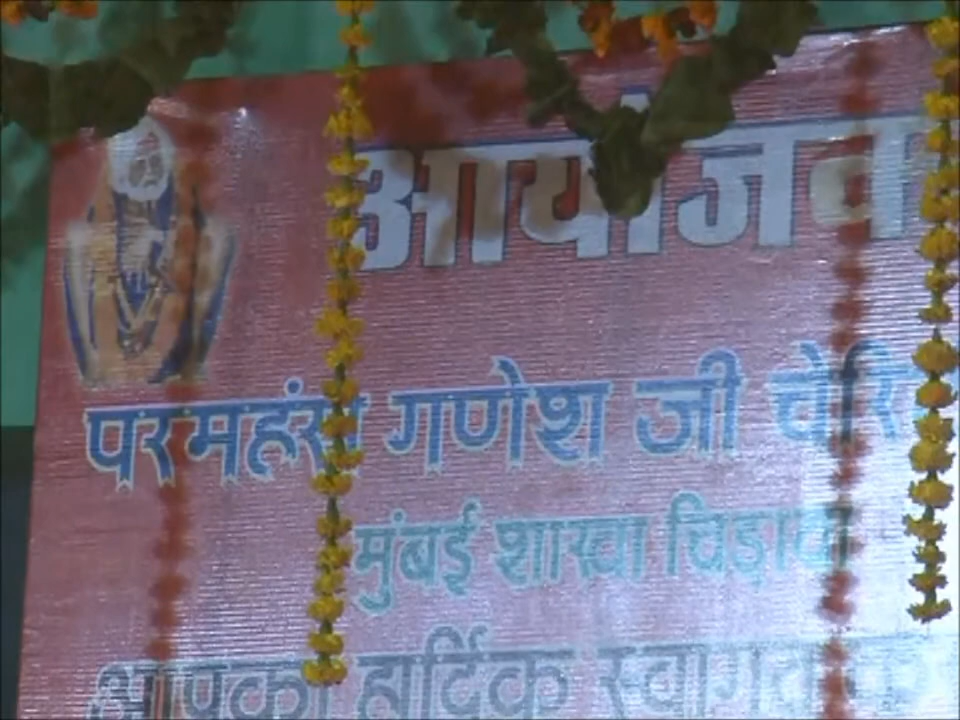 आयोजक
परमहंस गणेश जी चेरि
मुंबई शाखा चिड़ावा
आपका हार्दिक स्वागत